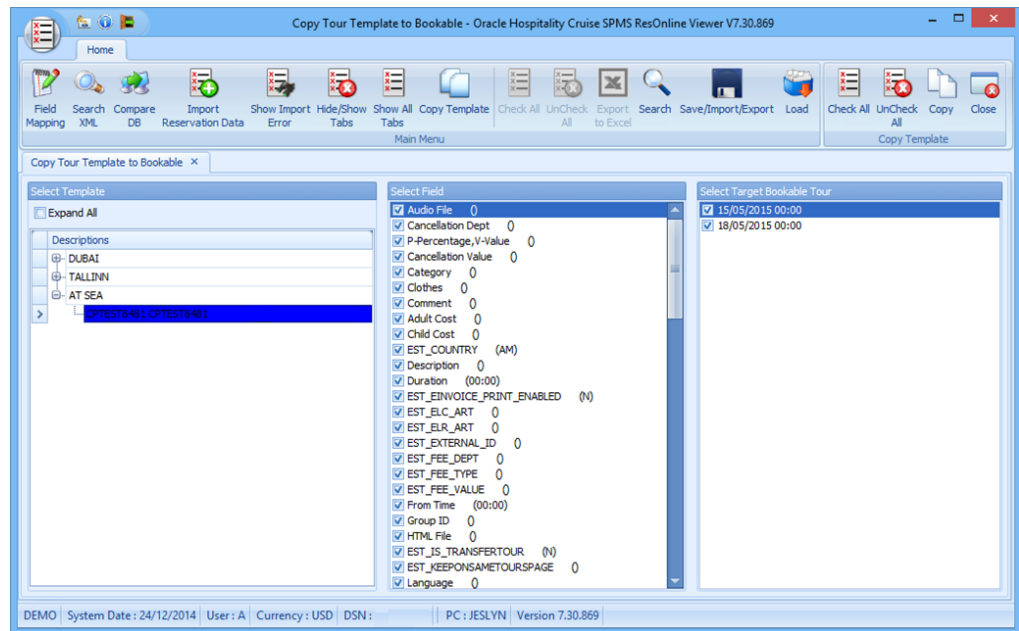 Copy Tour Template to Bookable - Oracle Hospitality Cruise SPMS ResOnline Viewer V7.30.869
Home
Field Mapping
Search XML
Compare DB
Import Reservation Data
Show Import Error
Hide/Show Tabs
Show All Tabs
Copy Template
Check All
UnCheck All
Export to Excel
Search
Save/Import/Export
Load
Check All
UnCheck All
Copy
Close
Main Menu
Copy Template
Copy Tour Template to Bookable
Select Template
Expand All
Descriptions
DUBAI
TALLINN
AT SEA
CPTEST8481 CPTEST8481
Select Field
Audio File ()
Cancellation Dept ()
P-Percentage,V-Value ()
Cancellation Value ()
Category ()
Clothes ()
Comment ()
Adult Cost ()
Child Cost ()
EST_COUNTRY (AM)
Description ()
Duration (00:00)
EST_EINVOICE_PRINT_ENABLED (N)
EST_ELC_ART ()
EST_ELR_ART ()
EST_EXTERNAL_ID ()
EST_FEE_DEPT ()
EST_FEE_TYPE ()
EST_FEE_VALUE ()
From Time (00:00)
Group ID ()
HTML File ()
EST_IS_TRANSFERTOUR (N)
EST_KEEPONSAMETOURSPAGE ()
Language ()
Select Target Bookable Tour
15/05/2015 00:00
18/05/2015 00:00
DEMO System Date : 24/12/2014 User : A Currency : USD DSN : PC : JESLYN Version 7.30.869